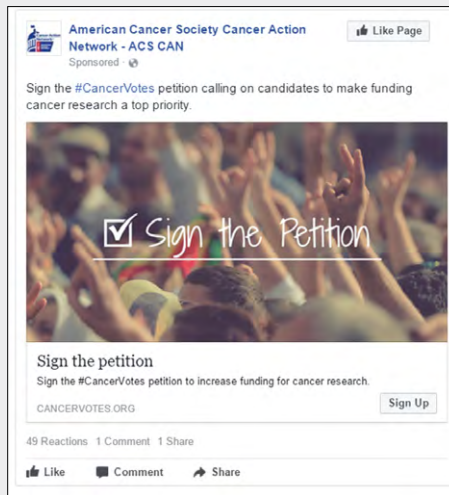 American Cancer Society Cancer Action
Network - ACS CAN
Like Page
Sponsored ·
Sign the #CancerVotes petition calling on candidates to make funding
cancer research a top priority.
Sign the Petition
Sign the petition
Sign the #CancerVotes petition to increase funding for cancer research.
CANCERVOTES.ORG
Sign Up
49 Reactions 1 Comment 1 Share
Like Comment Share